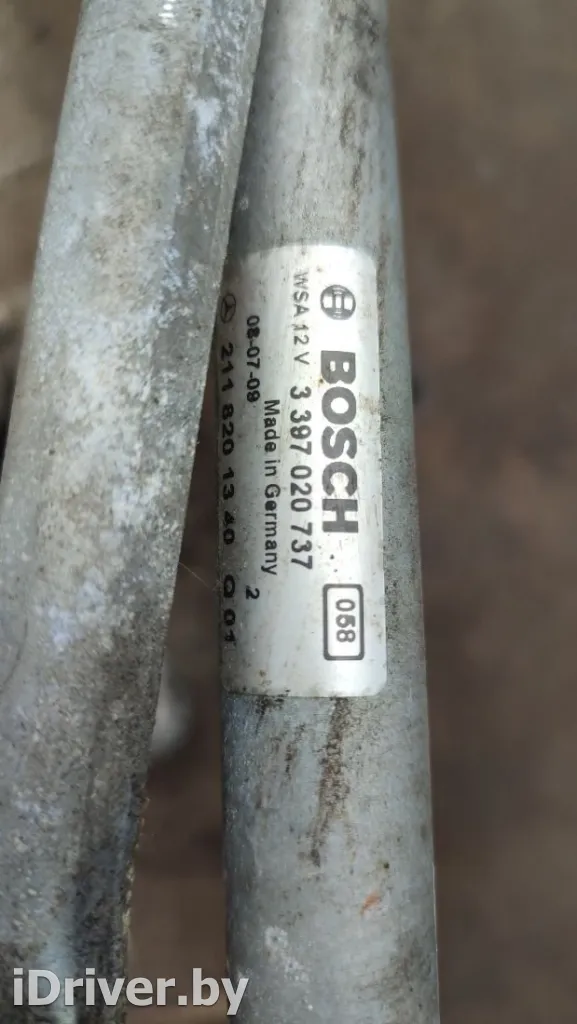 BOSCH
WSA 12 V 3 397 020 737
058
Made in Germany 2
08-07-09
211 820 13 40 Q 01
iDriver.by